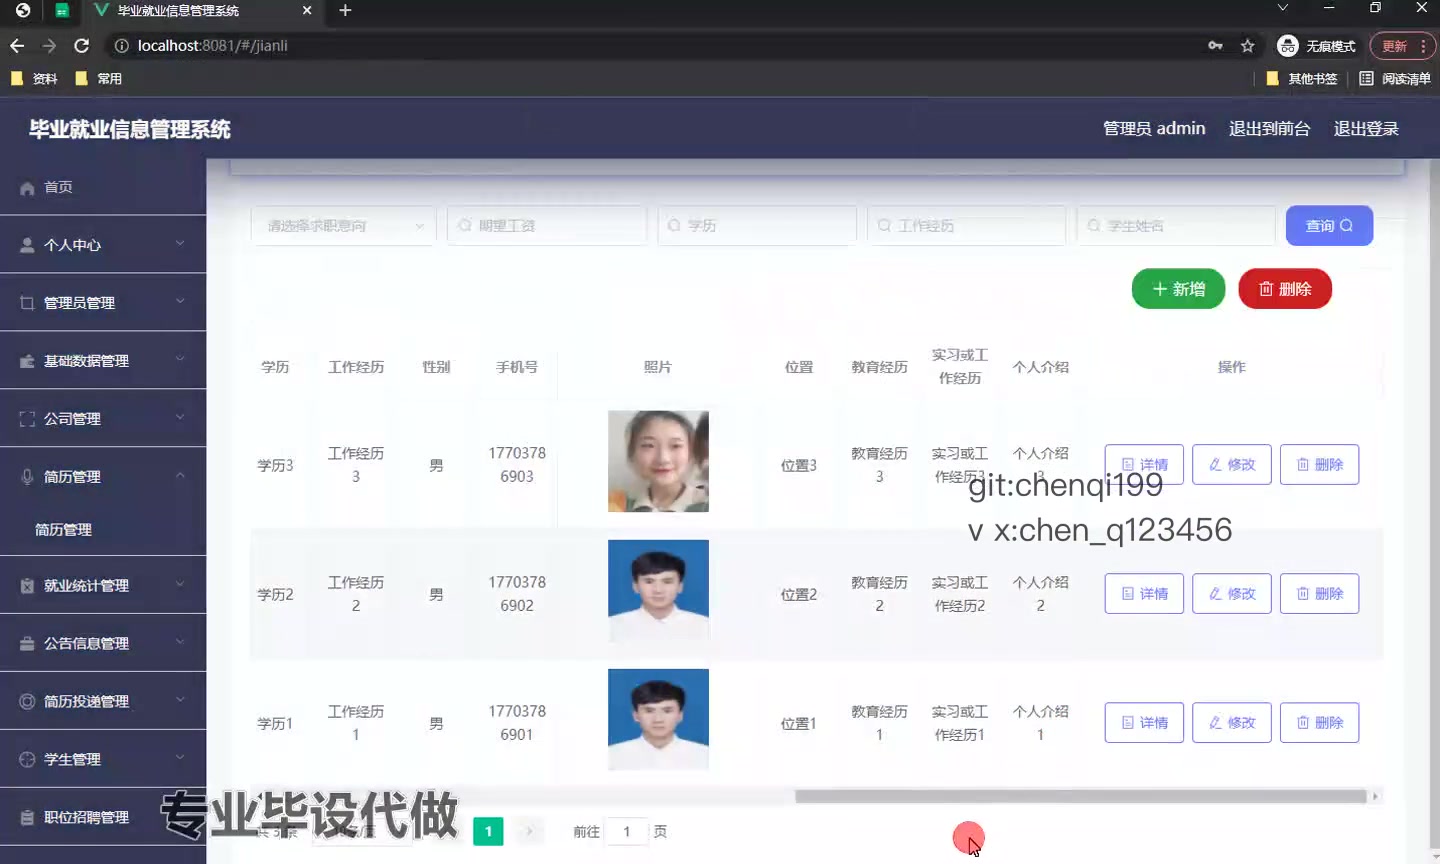 毕业就业信息管理系统
localhost:8081/#/jianli
无痕模式
更新
资料
常用
其他书签
阅读清单
毕业就业信息管理系统
管理员 admin
退出到前台
退出登录
首页
个人中心
管理员管理
基础数据管理
公司管理
简历管理
简历管理
就业统计管理
公告信息管理
简历投递管理
学生管理
职位招聘管理
请选择求职意向
期望工资
学历
工作经历
学生姓名
查询
新增
删除
学历
工作经历
性别
手机号
照片
位置
教育经历
实习或工
作经历
个人介绍
操作
学历3
工作经历
3
男
1770378
6903
位置3
教育经历
3
实习或工
作经历3
个人介绍
3
详情
修改
删除
git:chenqi199
v x:chen_q123456
学历2
工作经历
2
男
1770378
6902
位置2
教育经历
2
实习或工
作经历2
个人介绍
2
详情
修改
删除
学历1
工作经历
1
男
1770378
6901
位置1
教育经历
1
实习或工
作经历1
个人介绍
1
详情
修改
删除
专业毕设代做
1
前往
1
页